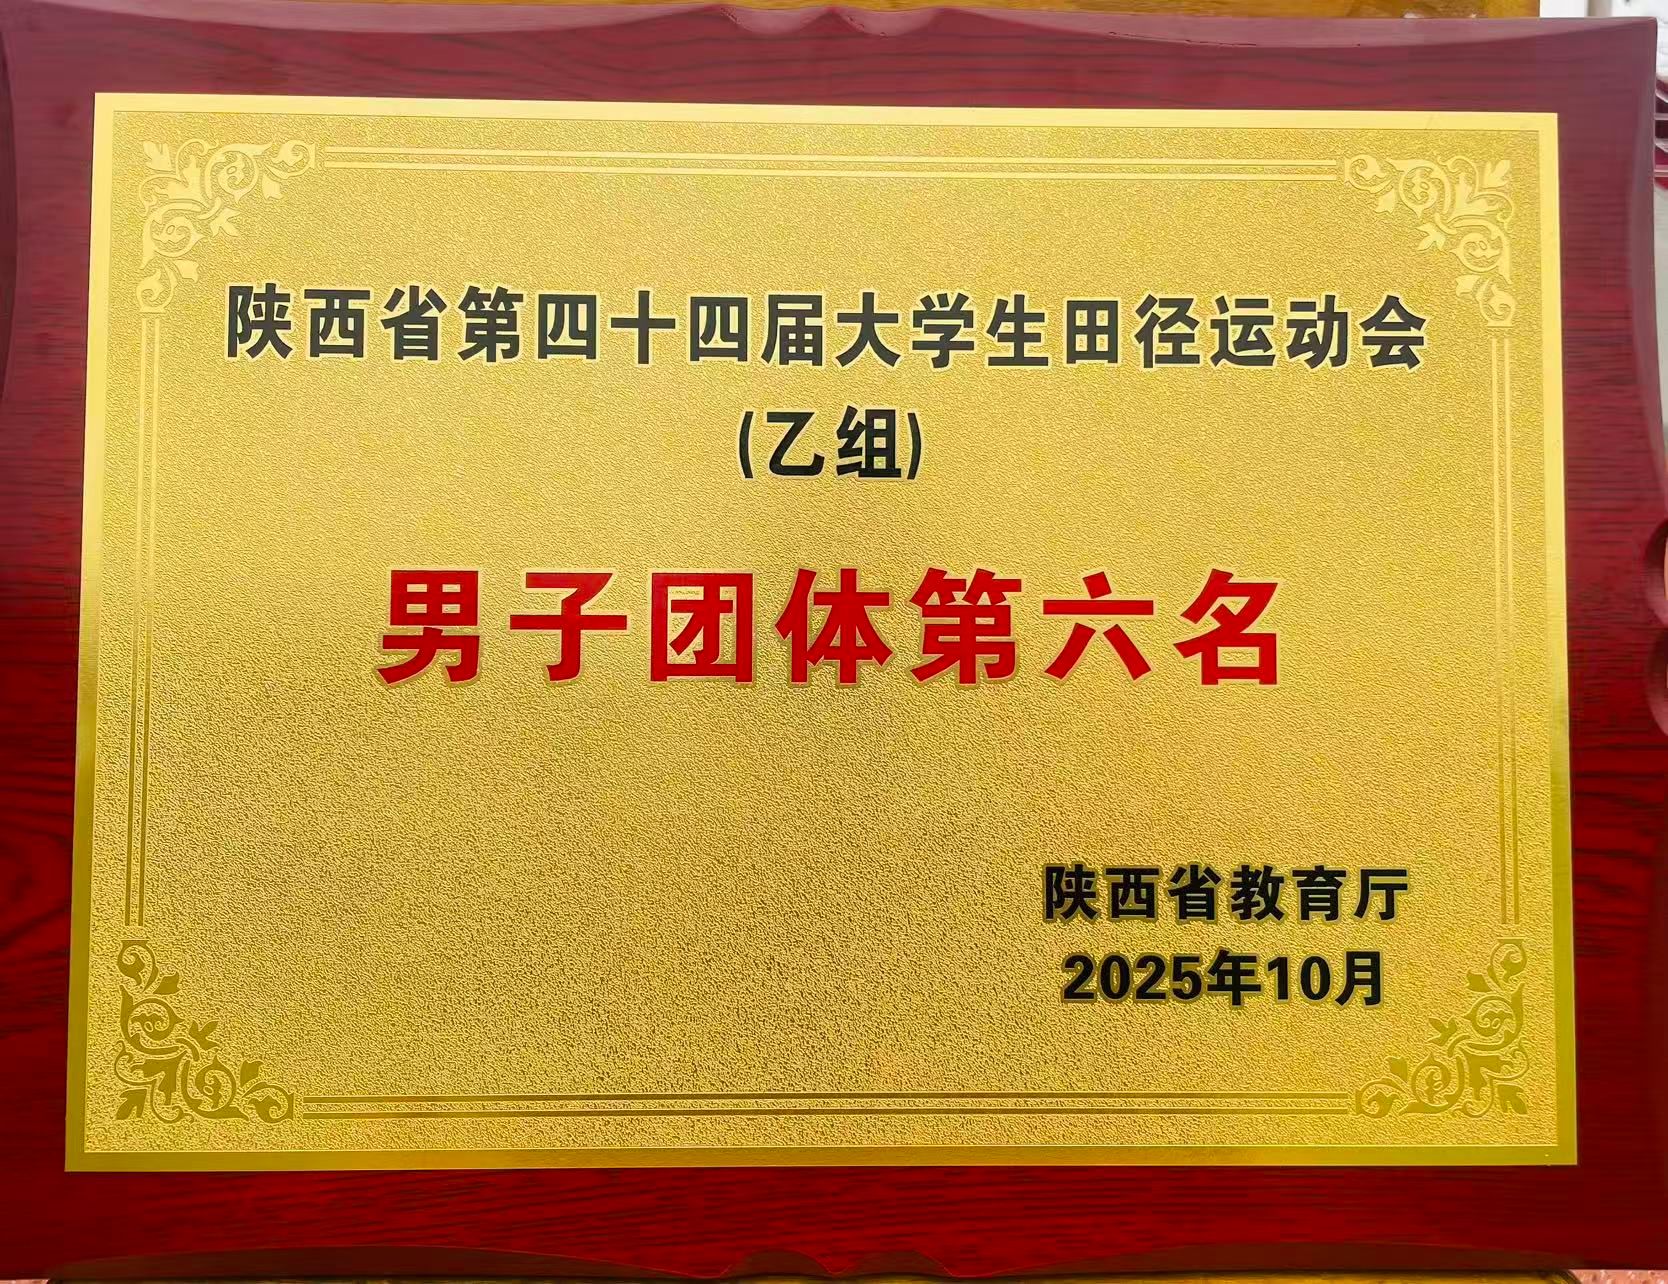 陕西省第四十四届大学生田径运动会
(乙组)
男子团体第六名
陕西省教育厅
2025年10月